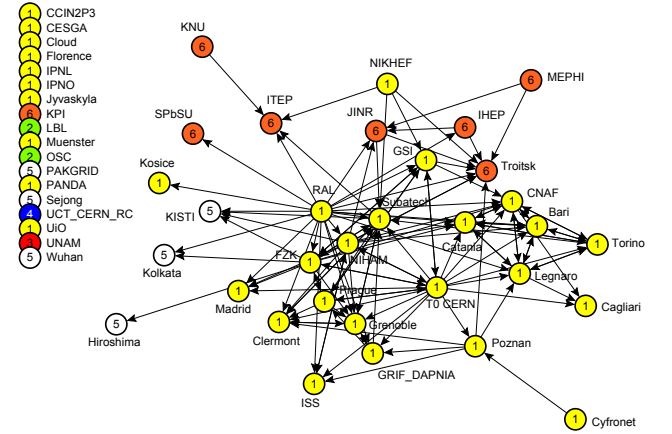 1 CCIN2P3
1 CESGA
1 Cloud
1 Florence
1 IPNL
1 IPNO
1 Jyvaskyla
6 KPI
2 LBL
1 Muenster
2 OSC
5 PAKGRID
1 PANDA
5 Sejong
4 UCT_CERN_RC
1 UiO
3 UNAM
5 Wuhan
KNU
6
NIKHEF
1
MEPHI
6
SPbSU
6
ITEP
6
JINR
6
IHEP
6
Kosice
1
GSI
1
Troitsk
6
RAL
1
KISTI
5
Subatech
1
CNAF
1
Bari
1
Catania
1
Torino
1
Kolkata
5
FZK
1
NIHAM
1
Legnaro
1
Madrid
1
Prague
1
T0 CERN
1
Cagliari
1
Hiroshima
5
Clermont
1
Grenoble
1
Poznan
1
GRIF_DAPNIA
1
ISS
1
Cyfronet
1